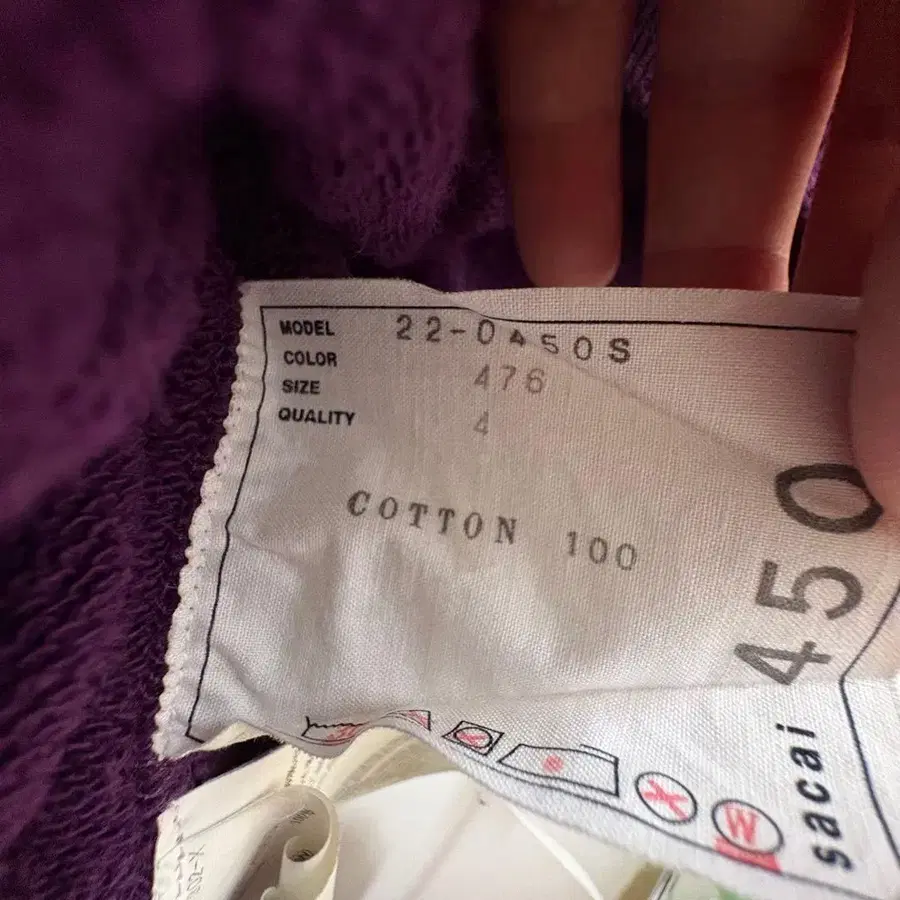 MODEL 22-0450S
COLOR 476
SIZE 4
QUALITY
COTTON 100
450
sacai